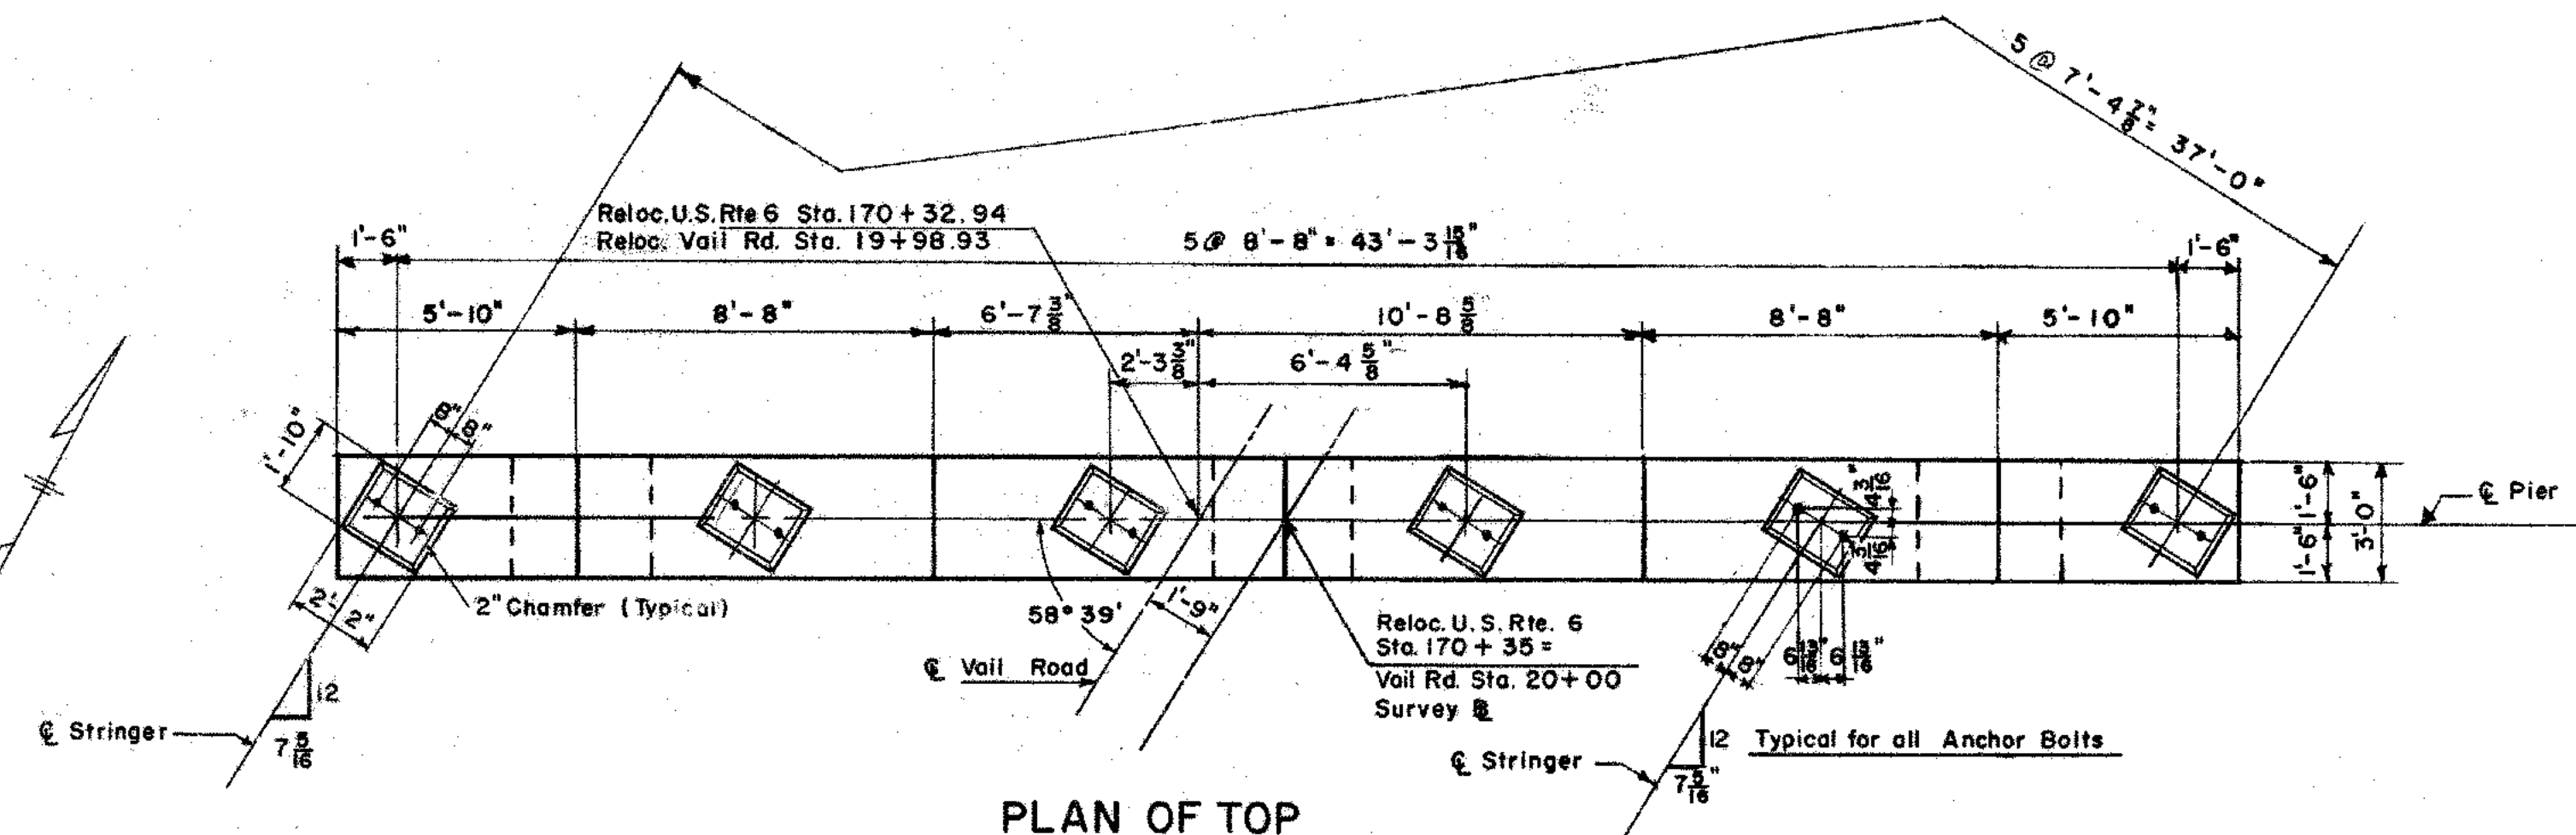 5 @ 7'-4 7/8" = 37'-0"
Reloc. U.S. Rte 6 Sta. 170 + 32.94
Reloc. Vail Rd. Sta. 19+98.93
1'-6"
5 @ 8'-8" = 43'-3 15/16"
1'-6"
5'-10"
8'-8"
6'-7 3/8"
10'-8 5/8"
8'-8"
5'-10"
2'-3 3/8"
6'-4 5/8"
1'-10"
8"
8"
4 3/16"
4 3/16"
1'-6"
1'-6"
3'-0"
℄ Pier
2'-
2"
2" Chamfer (Typical)
58° 39'
1'-9"
℄ Vail Road
Reloc. U.S. Rte. 6
Sta. 170 + 35 =
Vail Rd. Sta. 20+00
Survey ℄
8"
8"
6 13/16"
6 13/16"
12
7 5/16
℄ Stringer
12
7 5/16"
℄ Stringer
Typical for all Anchor Bolts
PLAN OF TOP